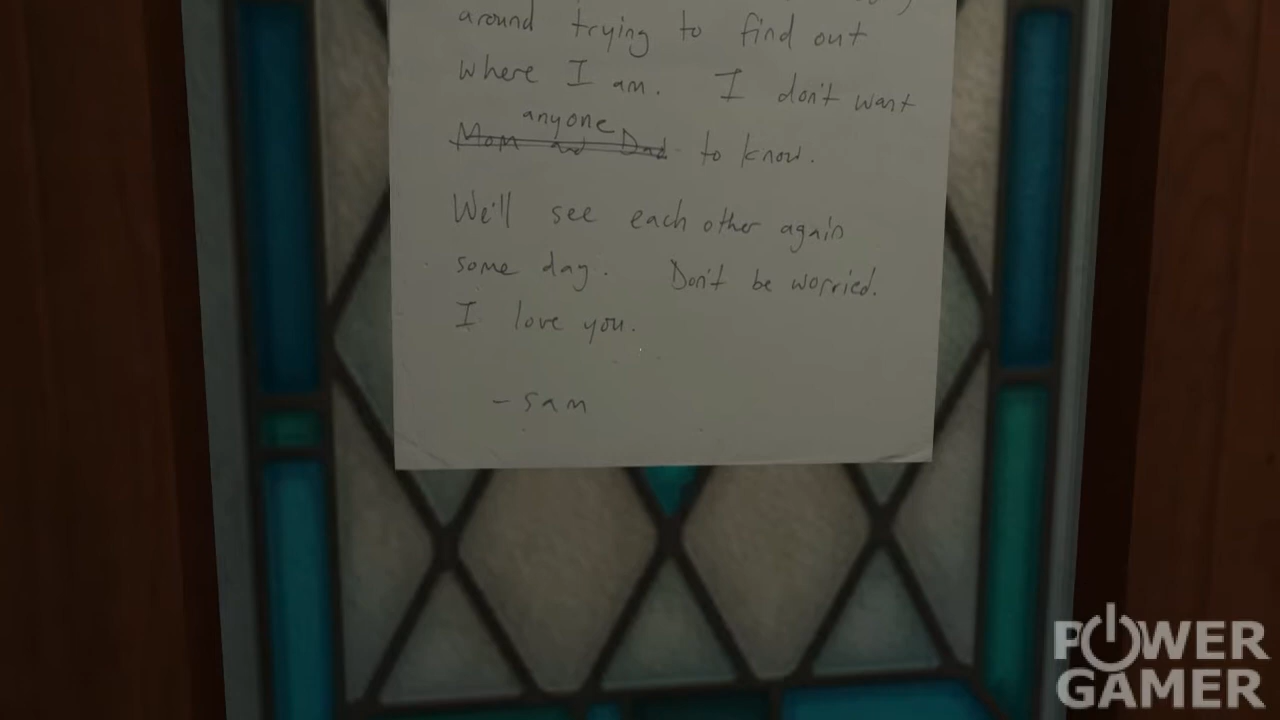 around trying to find out
where I am. I don't want
anyone
Mom and Dad to know.
We'll see each other again
some day. Don't be worried.
I love you.
- Sam
POWER
GAMER